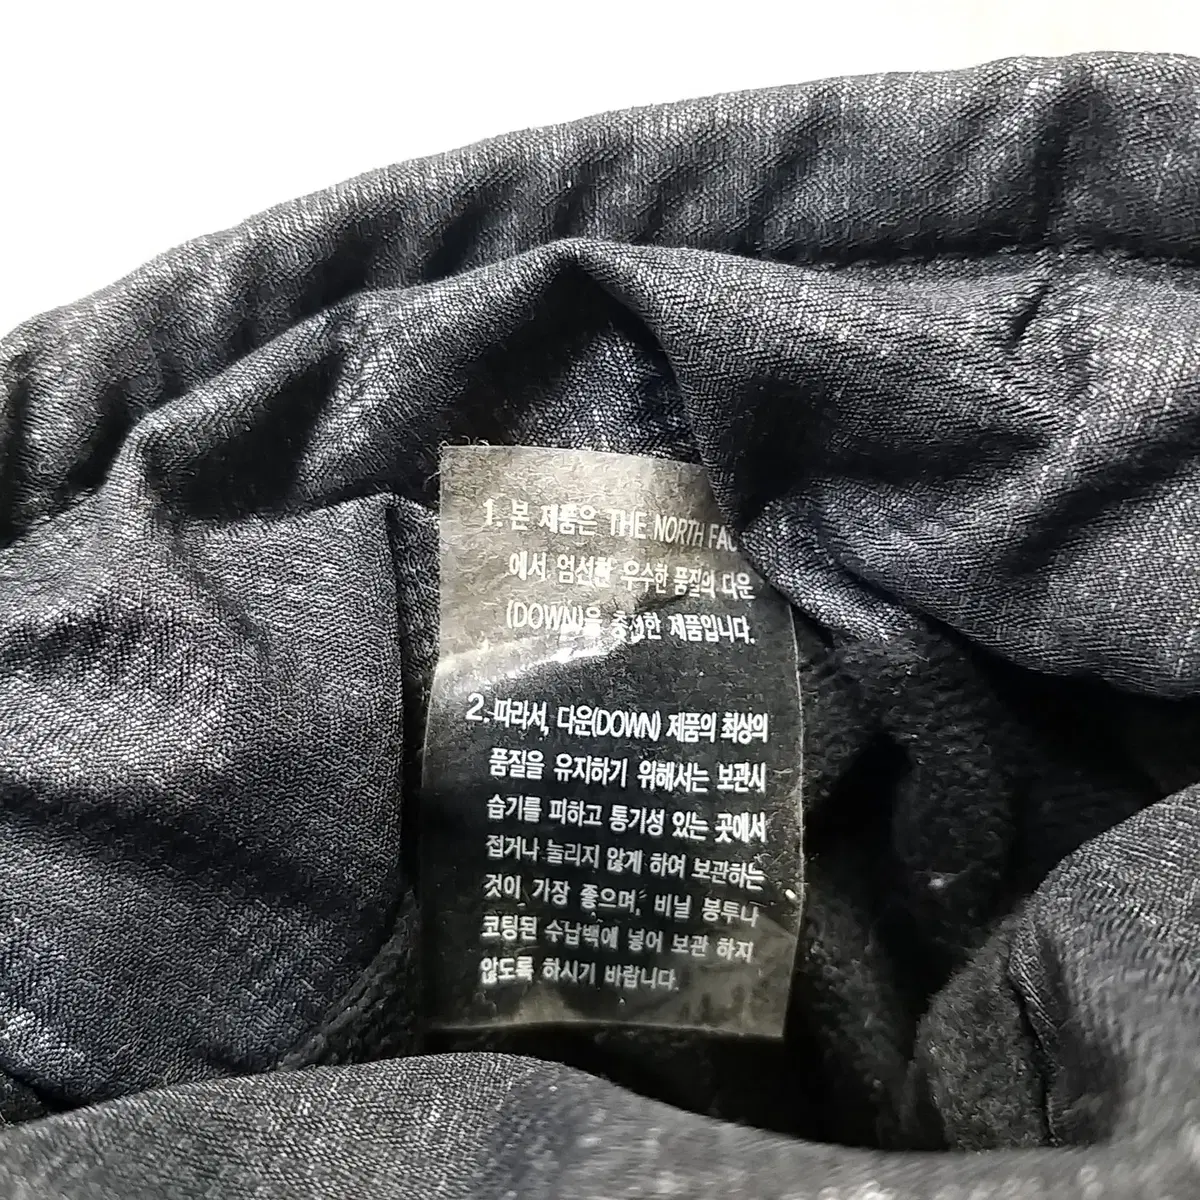 1. 본 제품은 THE NORTH FAC
에서 엄선한 우수한 품질의 다운
(DOWN)을 충전한 제품입니다.
2. 따라서, 다운(DOWN) 제품의 최상의
품질을 유지하기 위해서는 보관시
습기를 피하고 통기성 있는 곳에서
접거나 눌리지 않게 하여 보관하는
것이 가장 좋으며, 비닐 봉투나
코팅된 수납백에 넣어 보관 하지
않도록 하시기 바랍니다.